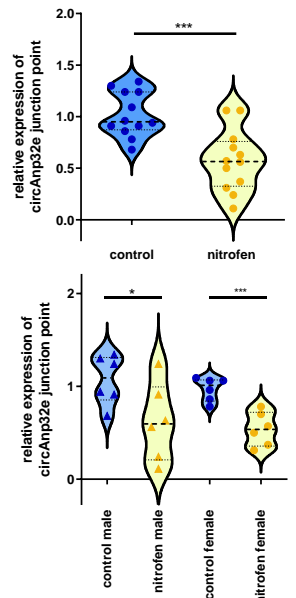 relative expression of
circAnp32e junction point
2.0
1.5
1.0
0.5
0.0
***
control
nitrofen
relative expression of
circAnp32e junction point
2
1
0
*
***
control male
nitrofen male
control female
nitrofen female